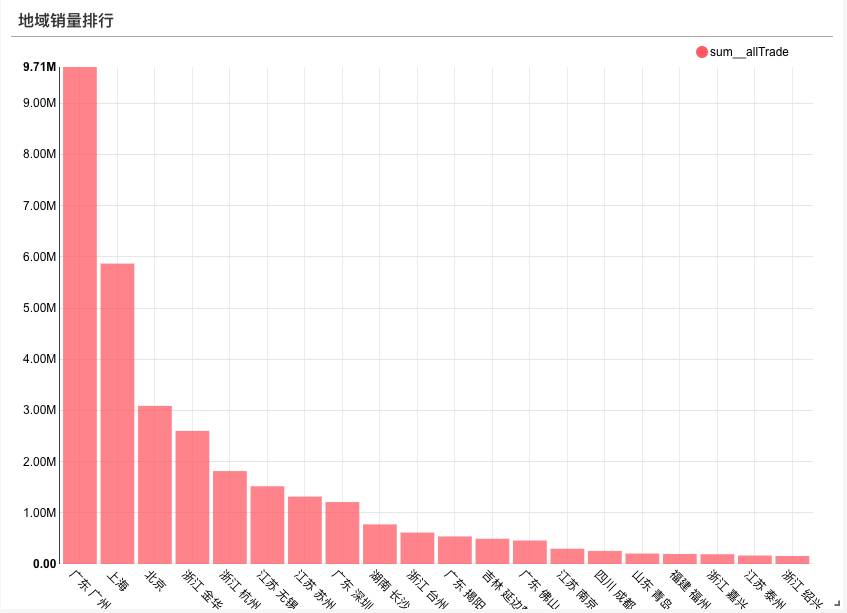 地域销量排行
sum__allTrade
9.71M
9.00M
8.00M
7.00M
6.00M
5.00M
4.00M
3.00M
2.00M
1.00M
0.00
广东 广州
上海
北京
浙江 金华
浙江 杭州
江苏 无锡
江苏 苏州
广东 深圳
湖南 长沙
浙江 台州
广东 揭阳
吉林 延边
广东 佛山
江苏 南京
四川 成都
山东 青岛
福建 福州
浙江 嘉兴
江苏 泰州
浙江 绍兴